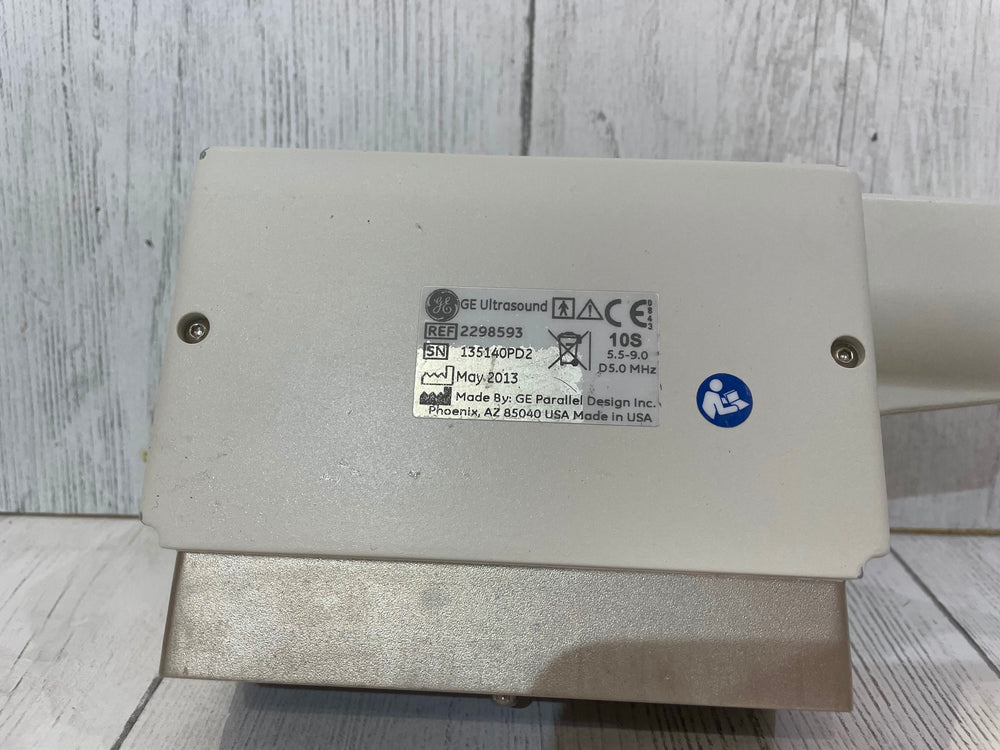 GE GE Ultrasound CE 0843
REF 2298593
SN 135140PD2
10S
5.5-9.0
D5.0 MHz
May 2013
Made By: GE Parallel Design Inc.
Phoenix, AZ 85040 USA Made in USA